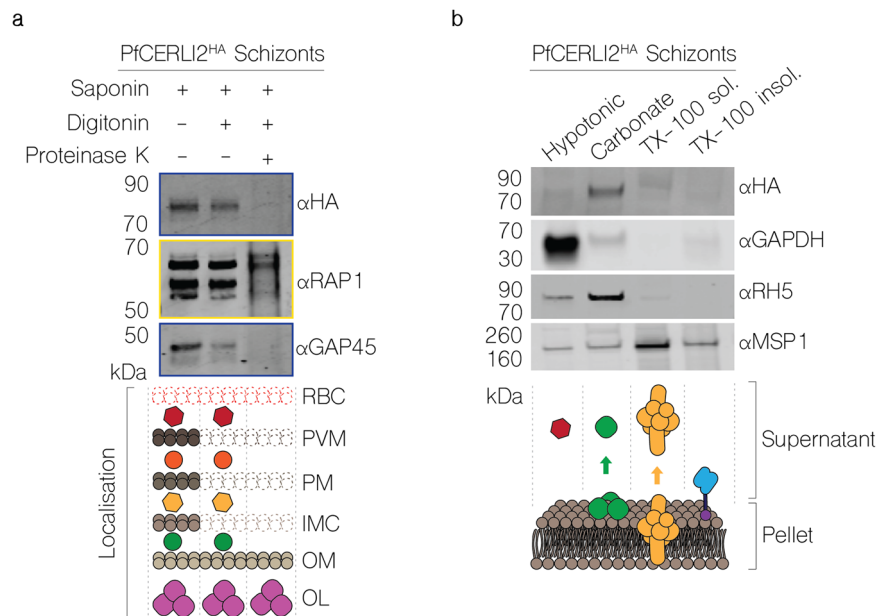 a
PfCERLI2HA Schizonts
Saponin + + +
Digitonin – + +
Proteinase K – – +
90
70
αHA
70
50
αRAP1
50
kDa
αGAP45
Localisation
RBC
PVM
PM
IMC
OM
OL
b
PfCERLI2HA Schizonts
Hypotonic
Carbonate
TX-100 sol.
TX-100 insol.
90
70
αHA
70
30
αGAPDH
90
70
αRH5
260
160
αMSP1
kDa
Supernatant
Pellet